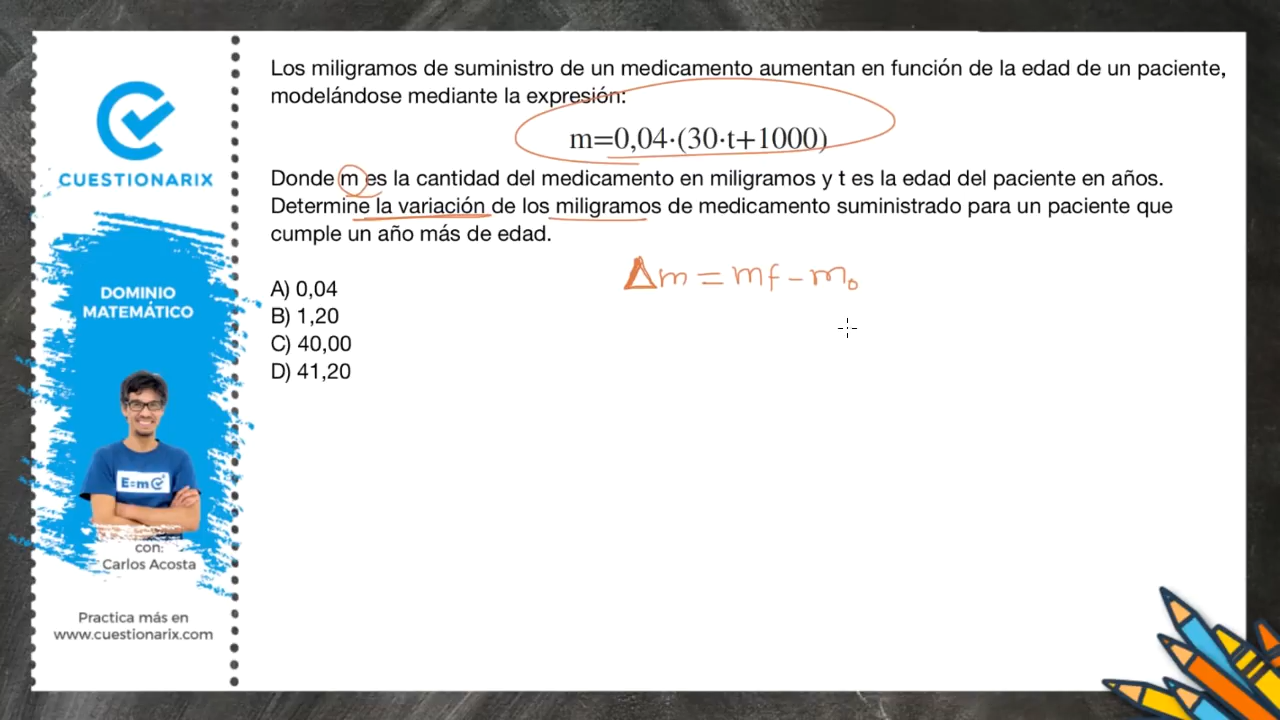 Los miligramos de suministro de un medicamento aumentan en función de la edad de un paciente,
modelándose mediante la expresión:
m=0,04·(30·t+1000)
Donde m es la cantidad del medicamento en miligramos y t es la edad del paciente en años.
Determine la variación de los miligramos de medicamento suministrado para un paciente que
cumple un año más de edad.
Δm = mf - m₀
A) 0,04
B) 1,20
C) 40,00
D) 41,20
CUESTIONARIX
DOMINIO
MATEMÁTICO
E=mC
con:
Carlos Acosta
Practica más en
www.cuestionarix.com